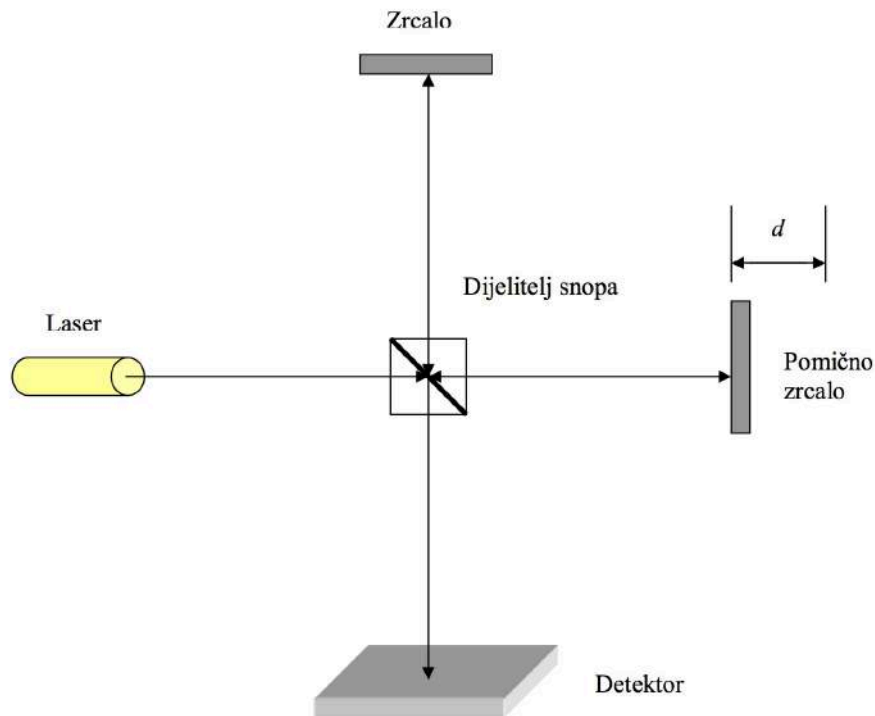 Zrcalo
d
Dijelitelj snopa
Laser
Pomično
zrcalo
Detektor